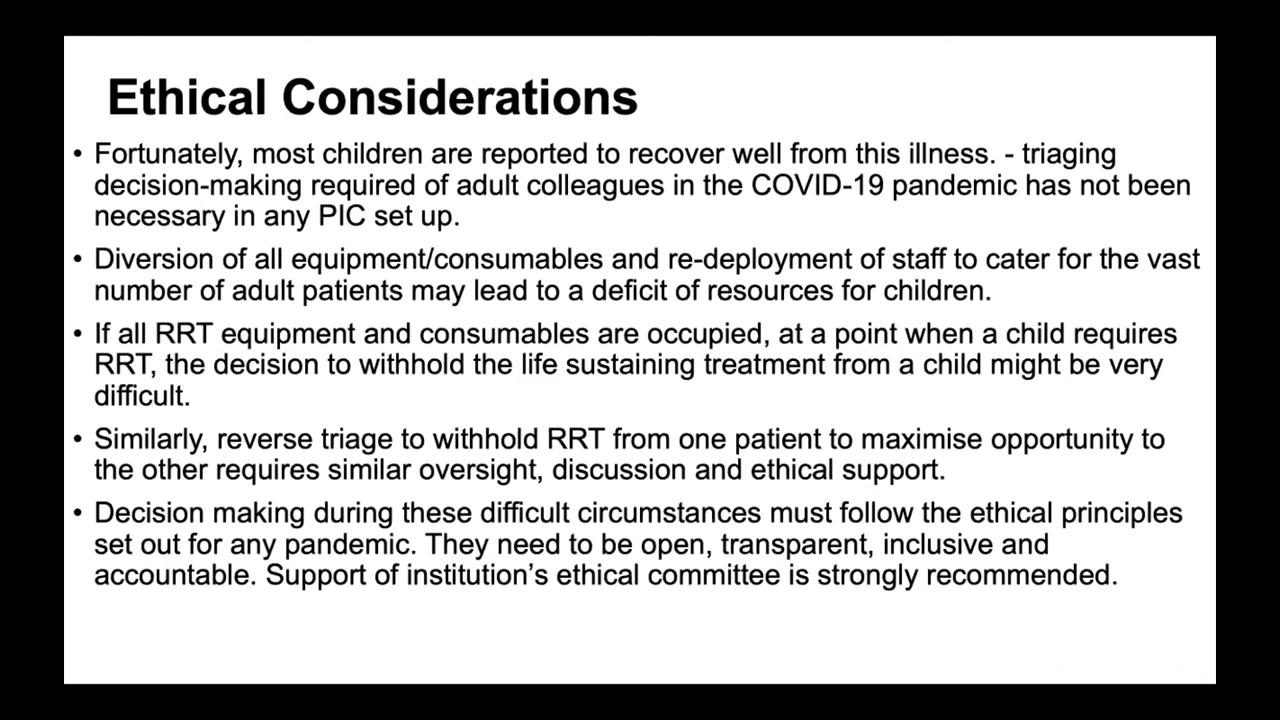 Ethical Considerations
• Fortunately, most children are reported to recover well from this illness. - triaging
decision-making required of adult colleagues in the COVID-19 pandemic has not been
necessary in any PIC set up.
• Diversion of all equipment/consumables and re-deployment of staff to cater for the vast
number of adult patients may lead to a deficit of resources for children.
• If all RRT equipment and consumables are occupied, at a point when a child requires
RRT, the decision to withhold the life sustaining treatment from a child might be very
difficult.
• Similarly, reverse triage to withhold RRT from one patient to maximise opportunity to
the other requires similar oversight, discussion and ethical support.
• Decision making during these difficult circumstances must follow the ethical principles
set out for any pandemic. They need to be open, transparent, inclusive and
accountable. Support of institution’s ethical committee is strongly recommended.